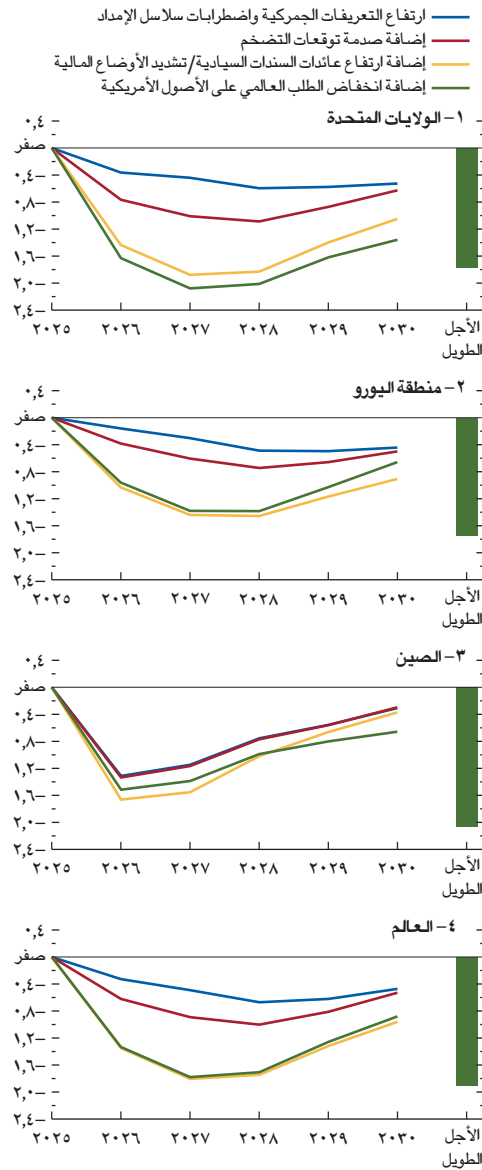 ارتفاع التعريفات الجمركية واضطرابات سلاسل الإمداد
إضافة صدمة توقعات التضخم
إضافة ارتفاع عائدات السندات السيادية/تشديد الأوضاع المالية
إضافة انخفاض الطلب العالمي على الأصول الأمريكية
١– الولايات المتحدة
٠,٤
صفر
٠,٤–
٠,٨–
١,٢–
١,٦–
٢,٠–
٢,٤–
٢٠٢٥ ٢٠٢٦ ٢٠٢٧ ٢٠٢٨ ٢٠٢٩ ٢٠٣٠ الأجل
الطويل
٢– منطقة اليورو
٠,٤
صفر
٠,٤–
٠,٨–
١,٢–
١,٦–
٢,٠–
٢,٤–
٢٠٢٥ ٢٠٢٦ ٢٠٢٧ ٢٠٢٨ ٢٠٢٩ ٢٠٣٠ الأجل
الطويل
٣– الصين
٠,٤
صفر
٠,٤–
٠,٨–
١,٢–
١,٦–
٢,٠–
٢,٤–
٢٠٢٥ ٢٠٢٦ ٢٠٢٧ ٢٠٢٨ ٢٠٢٩ ٢٠٣٠ الأجل
الطويل
٤– العالم
٠,٤
صفر
٠,٤–
٠,٨–
١,٢–
١,٦–
٢,٠–
٢,٤–
٢٠٢٥ ٢٠٢٦ ٢٠٢٧ ٢٠٢٨ ٢٠٢٩ ٢٠٣٠ الأجل
الطويل